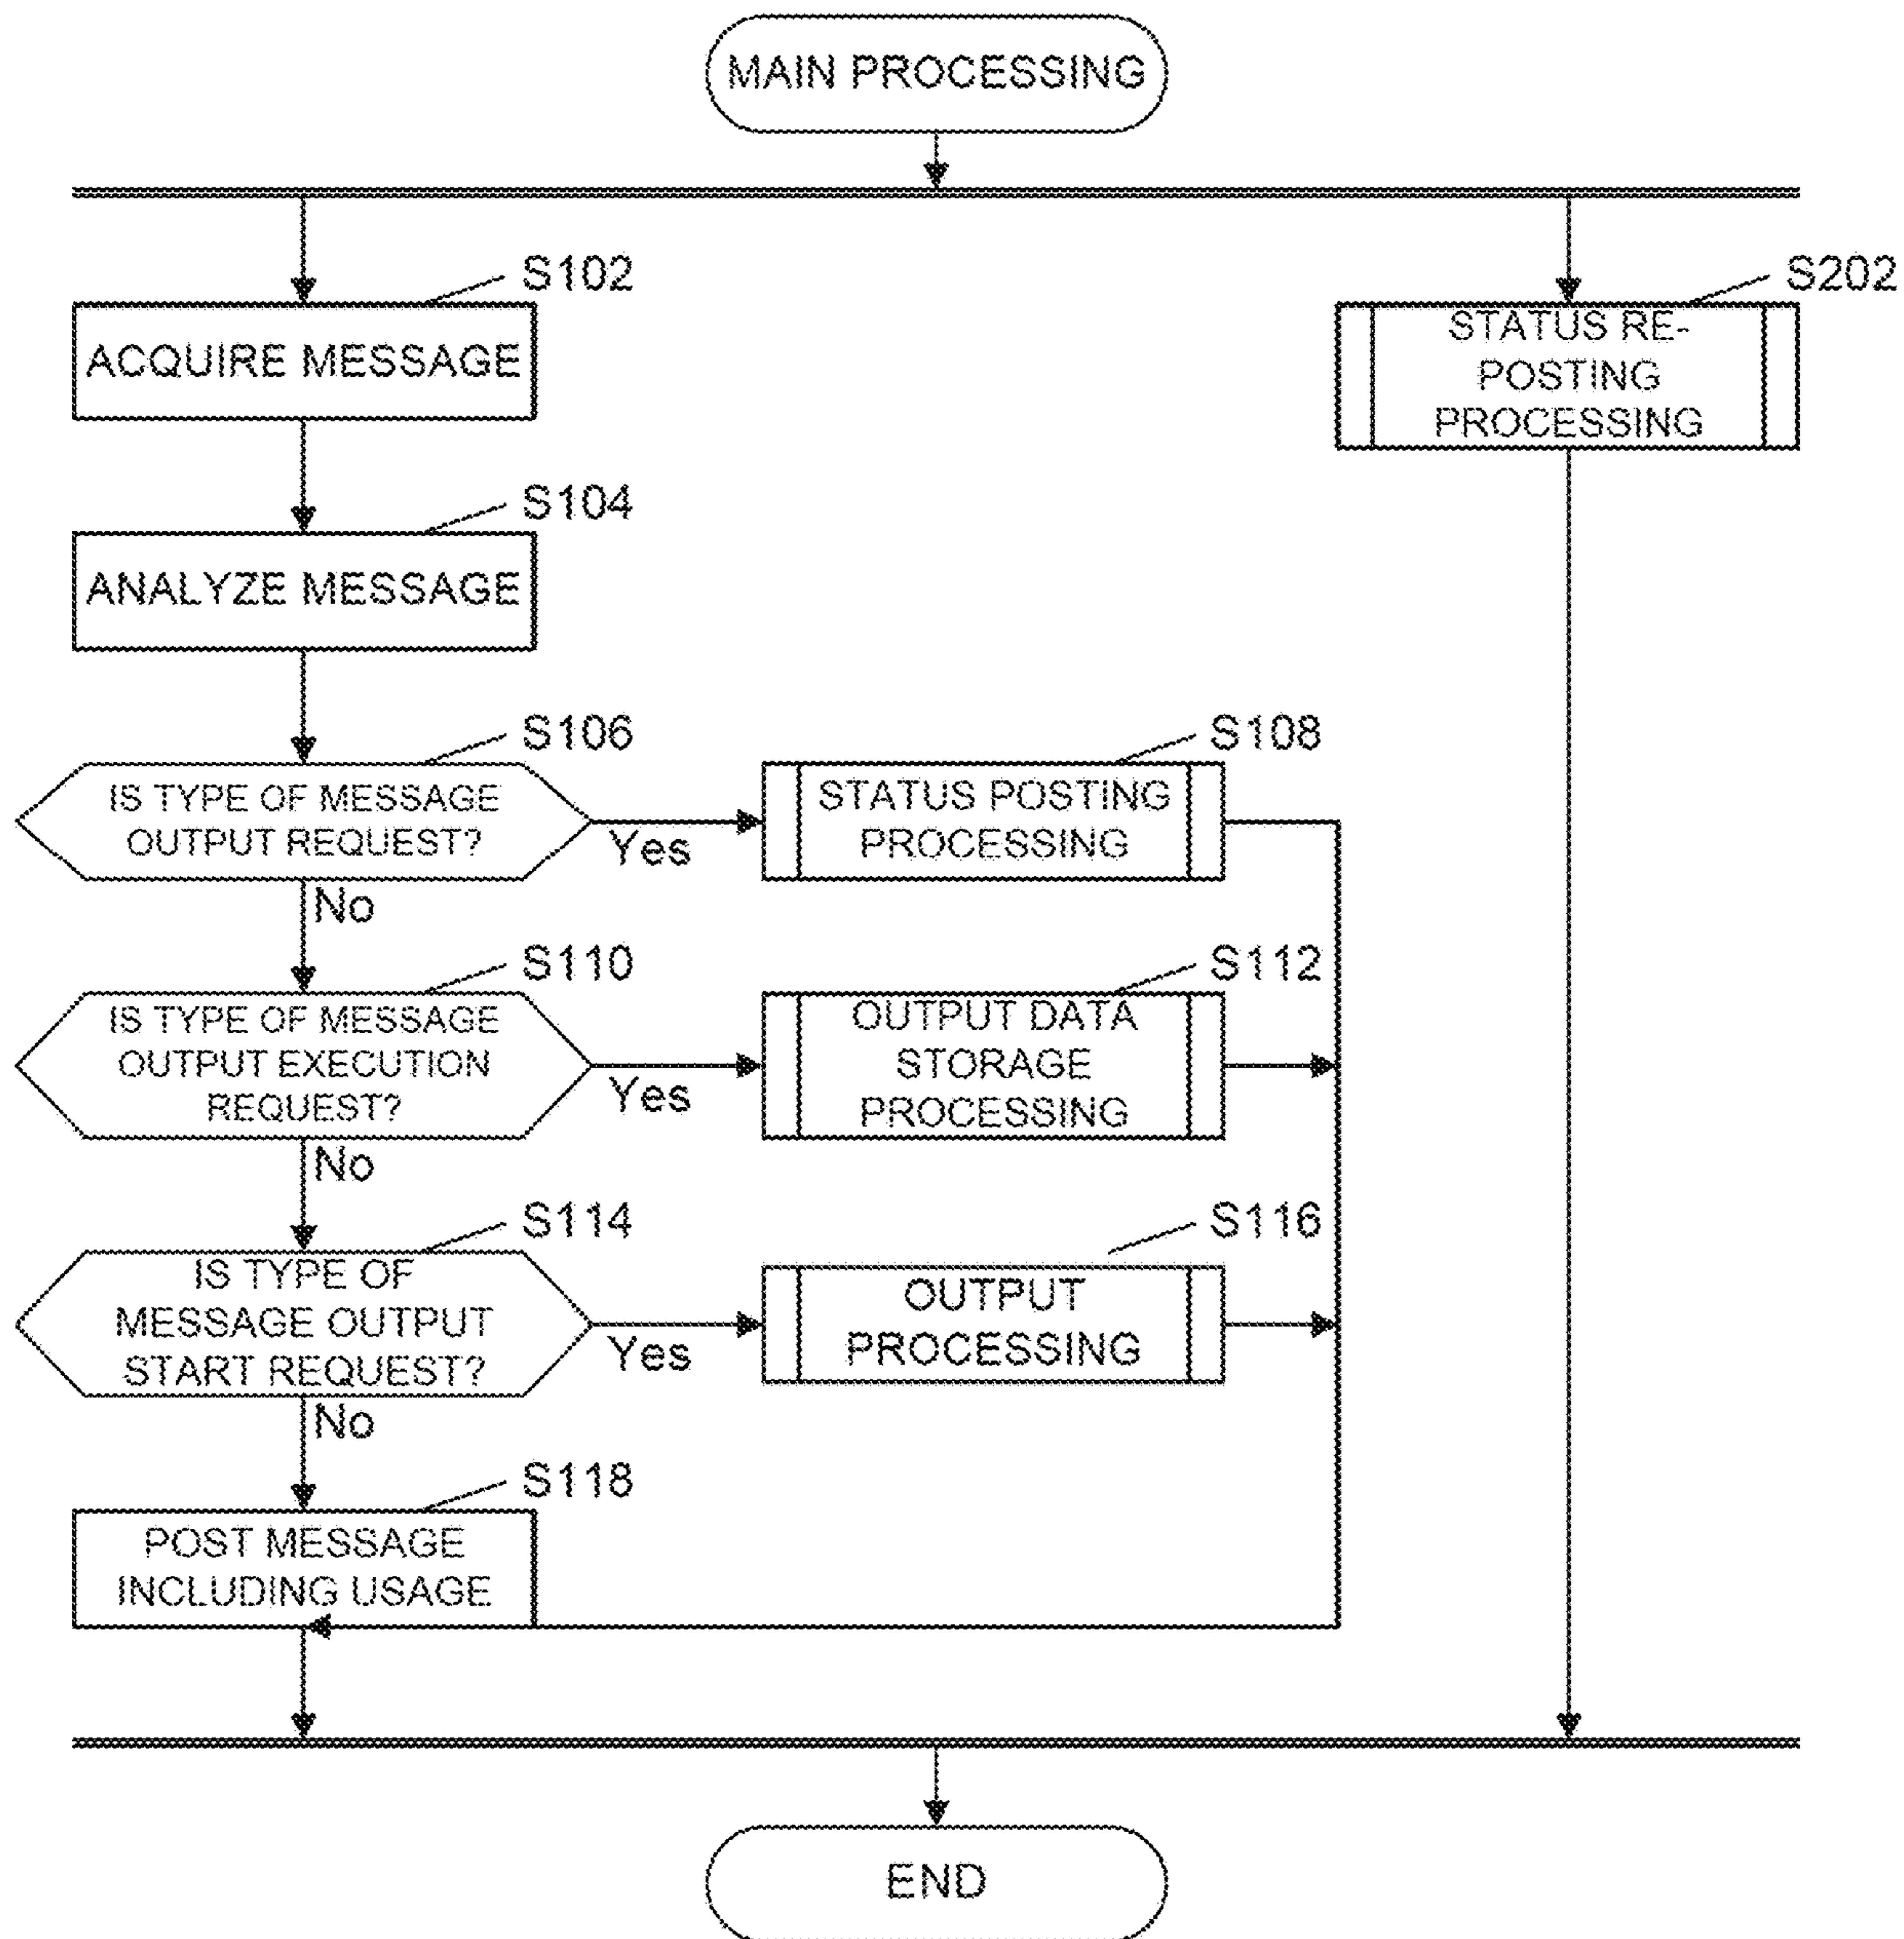 MAIN PROCESSING
S102
ACQUIRE MESSAGE
S202
STATUS RE-
POSTING
PROCESSING
S104
ANALYZE MESSAGE
S106
IS TYPE OF MESSAGE
OUTPUT REQUEST?
Yes
No
S108
STATUS POSTING
PROCESSING
S110
IS TYPE OF MESSAGE
OUTPUT EXECUTION
REQUEST?
Yes
No
S112
OUTPUT DATA
STORAGE
PROCESSING
S114
IS TYPE OF
MESSAGE OUTPUT
START REQUEST?
Yes
No
S116
OUTPUT
PROCESSING
S118
POST MESSAGE
INCLUDING USAGE
END